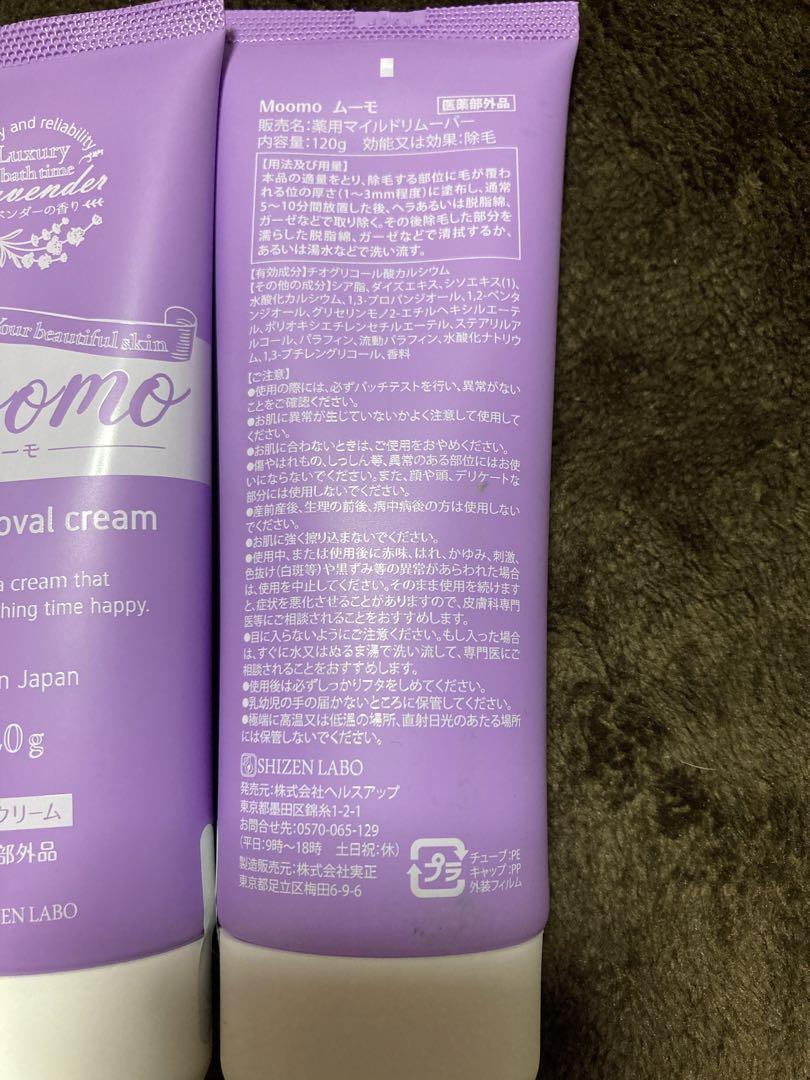 y and reliability
Luxury
bath time
avender
ベンダーの香り
Your beautiful skin
omo
ーモ
oval cream
a cream that
hing time happy.
n Japan
0g
クリーム
部外品
ZEN LABO
Moomo ムーモ 医薬部外品
販売名:薬用マイルドリムーバー
内容量:120g 効能又は効果:除毛
【用法及び用量】
本品の適量をとり、除毛する部位に毛が覆わ
れる位の厚さ(1〜3mm程度)に塗布し、通常
5〜10分間放置した後、ヘラあるいは脱脂綿、
ガーゼなどで取り除く。その後除毛した部分を
濡らした脱脂綿、ガーゼなどで清拭するか、
あるいは湯水などで洗い流す。
【有効成分】チオグリコール酸カルシウム
【その他の成分】シア脂、ダイズエキス、シソエキス(1)、
水酸化カルシウム、1,3-プロパンジオール、1,2-ペンタ
ンジオール、グリセリンモノ2-エチルヘキシルエーテ
ル、ポリオキシエチレンセチルエーテル、ステアリルア
ルコール、パラフィン、流動パラフィン、水酸化ナトリウ
ム、1,3-ブチレングリコール、香料
【ご注意】
●使用の際には、必ずパッチテストを行い、異常がない
ことをご確認ください。
●お肌に異常が生じていないかよく注意して使用して
ください。
●お肌に合わないときは、ご使用をおやめください。
●傷やはれもの、しっしん等、異常のある部位にはお使
いにならないでください。また、顔や頭、デリケートな
部分には使用しないでください。
●産前産後、生理の前後、病中病後の方は使用しない
でください。
●お肌に強く擦り込まないでください。
●使用中、または使用後に赤味、はれ、かゆみ、刺激、
色抜け(白斑等)や黒ずみ等の異常があらわれた場合
は、使用を中止してください。そのまま使用を続けます
と、症状を悪化させることがありますので、皮膚科専門
医等にご相談されることをおすすめします。
●目に入らないようにご注意ください。もし入った場合
は、すぐに水又はぬるま湯で洗い流して、専門医にご
相談されることをおすすめします。
●使用後は必ずしっかりフタをしめてください。
●乳幼児の手の届かないところに保管してください。
●極端に高温又は低温の場所、直射日光のあたる場所
には保管しないでください。
SHIZEN LABO
発売元:株式会社ヘルスアップ
東京都墨田区錦糸1-2-1
お問合せ先:0570-065-129
(平日:9時〜18時 土日祝:休)
製造販売元:株式会社実正
東京都足立区梅田6-9-6
プラ
チューブ:PE
キャップ:PP
外装フィルム